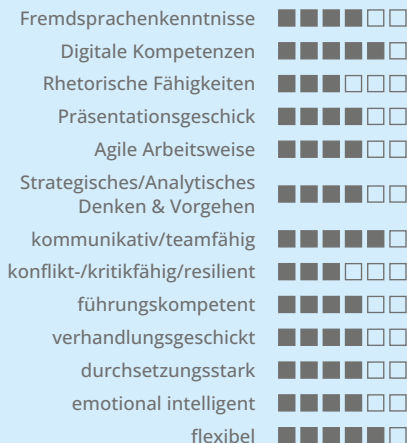 Fremdsprachenkenntnisse
Digitale Kompetenzen
Rhetorische Fähigkeiten
Präsentationsgeschick
Agile Arbeitsweise
Strategisches/Analytisches
Denken & Vorgehen
kommunikativ/teamfähig
konflikt-/kritikfähig/resilient
führungskompetent
verhandlungsgeschickt
durchsetzungsstark
emotional intelligent
flexibel